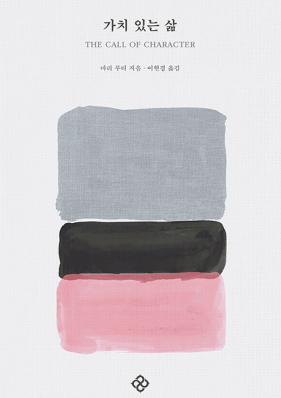 가치 있는 삶
THE CALL OF CHARACTER
마리 루티 지음 · 이현경 옮김